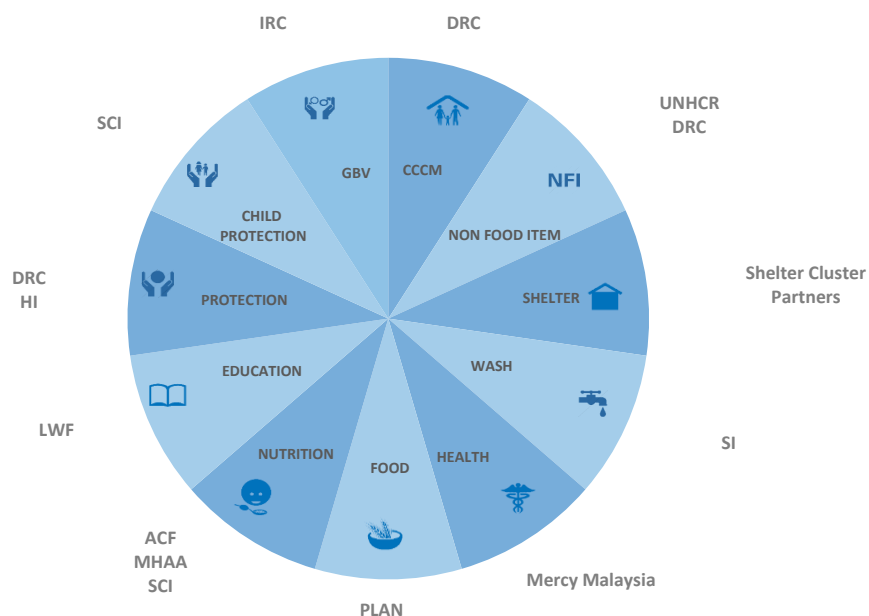 IRC
DRC
UNHCR
DRC
SCI
GBV
CCCM
NFI
CHILD
PROTECTION
NON FOOD ITEM
DRC
HI
PROTECTION
SHELTER
Shelter Cluster
Partners
EDUCATION
WASH
LWF
SI
NUTRITION
FOOD
HEALTH
ACF
MHAA
SCI
Mercy Malaysia
PLAN